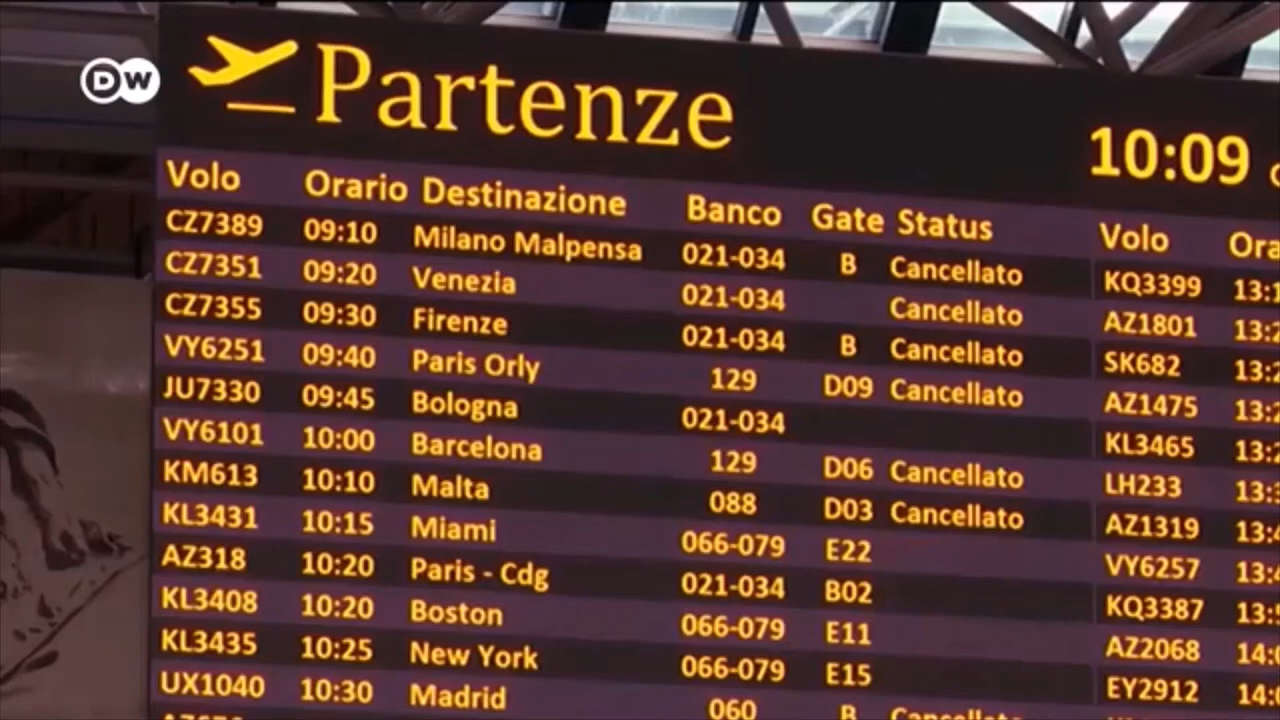 DW
Partenze
10:09
Volo Orario Destinazione Banco Gate Status
CZ7389 09:10 Milano Malpensa 021-034 B Cancellato
CZ7351 09:20 Venezia 021-034 Cancellato
CZ7355 09:30 Firenze 021-034 B Cancellato
VY6251 09:40 Paris Orly 129 D09 Cancellato
JU7330 09:45 Bologna 021-034
VY6101 10:00 Barcelona 129 D06 Cancellato
KM613 10:10 Malta 088 D03 Cancellato
KL3431 10:15 Miami 066-079 E22
AZ318 10:20 Paris - Cdg 021-034 B02
KL3408 10:20 Boston 066-079 E11
KL3435 10:25 New York 066-079 E15
UX1040 10:30 Madrid 060 B Cancellato
Volo
KQ3399
AZ1801
SK682
AZ1475
KL3465
LH233
AZ1319
VY6257
KQ3387
AZ2068
EY2912